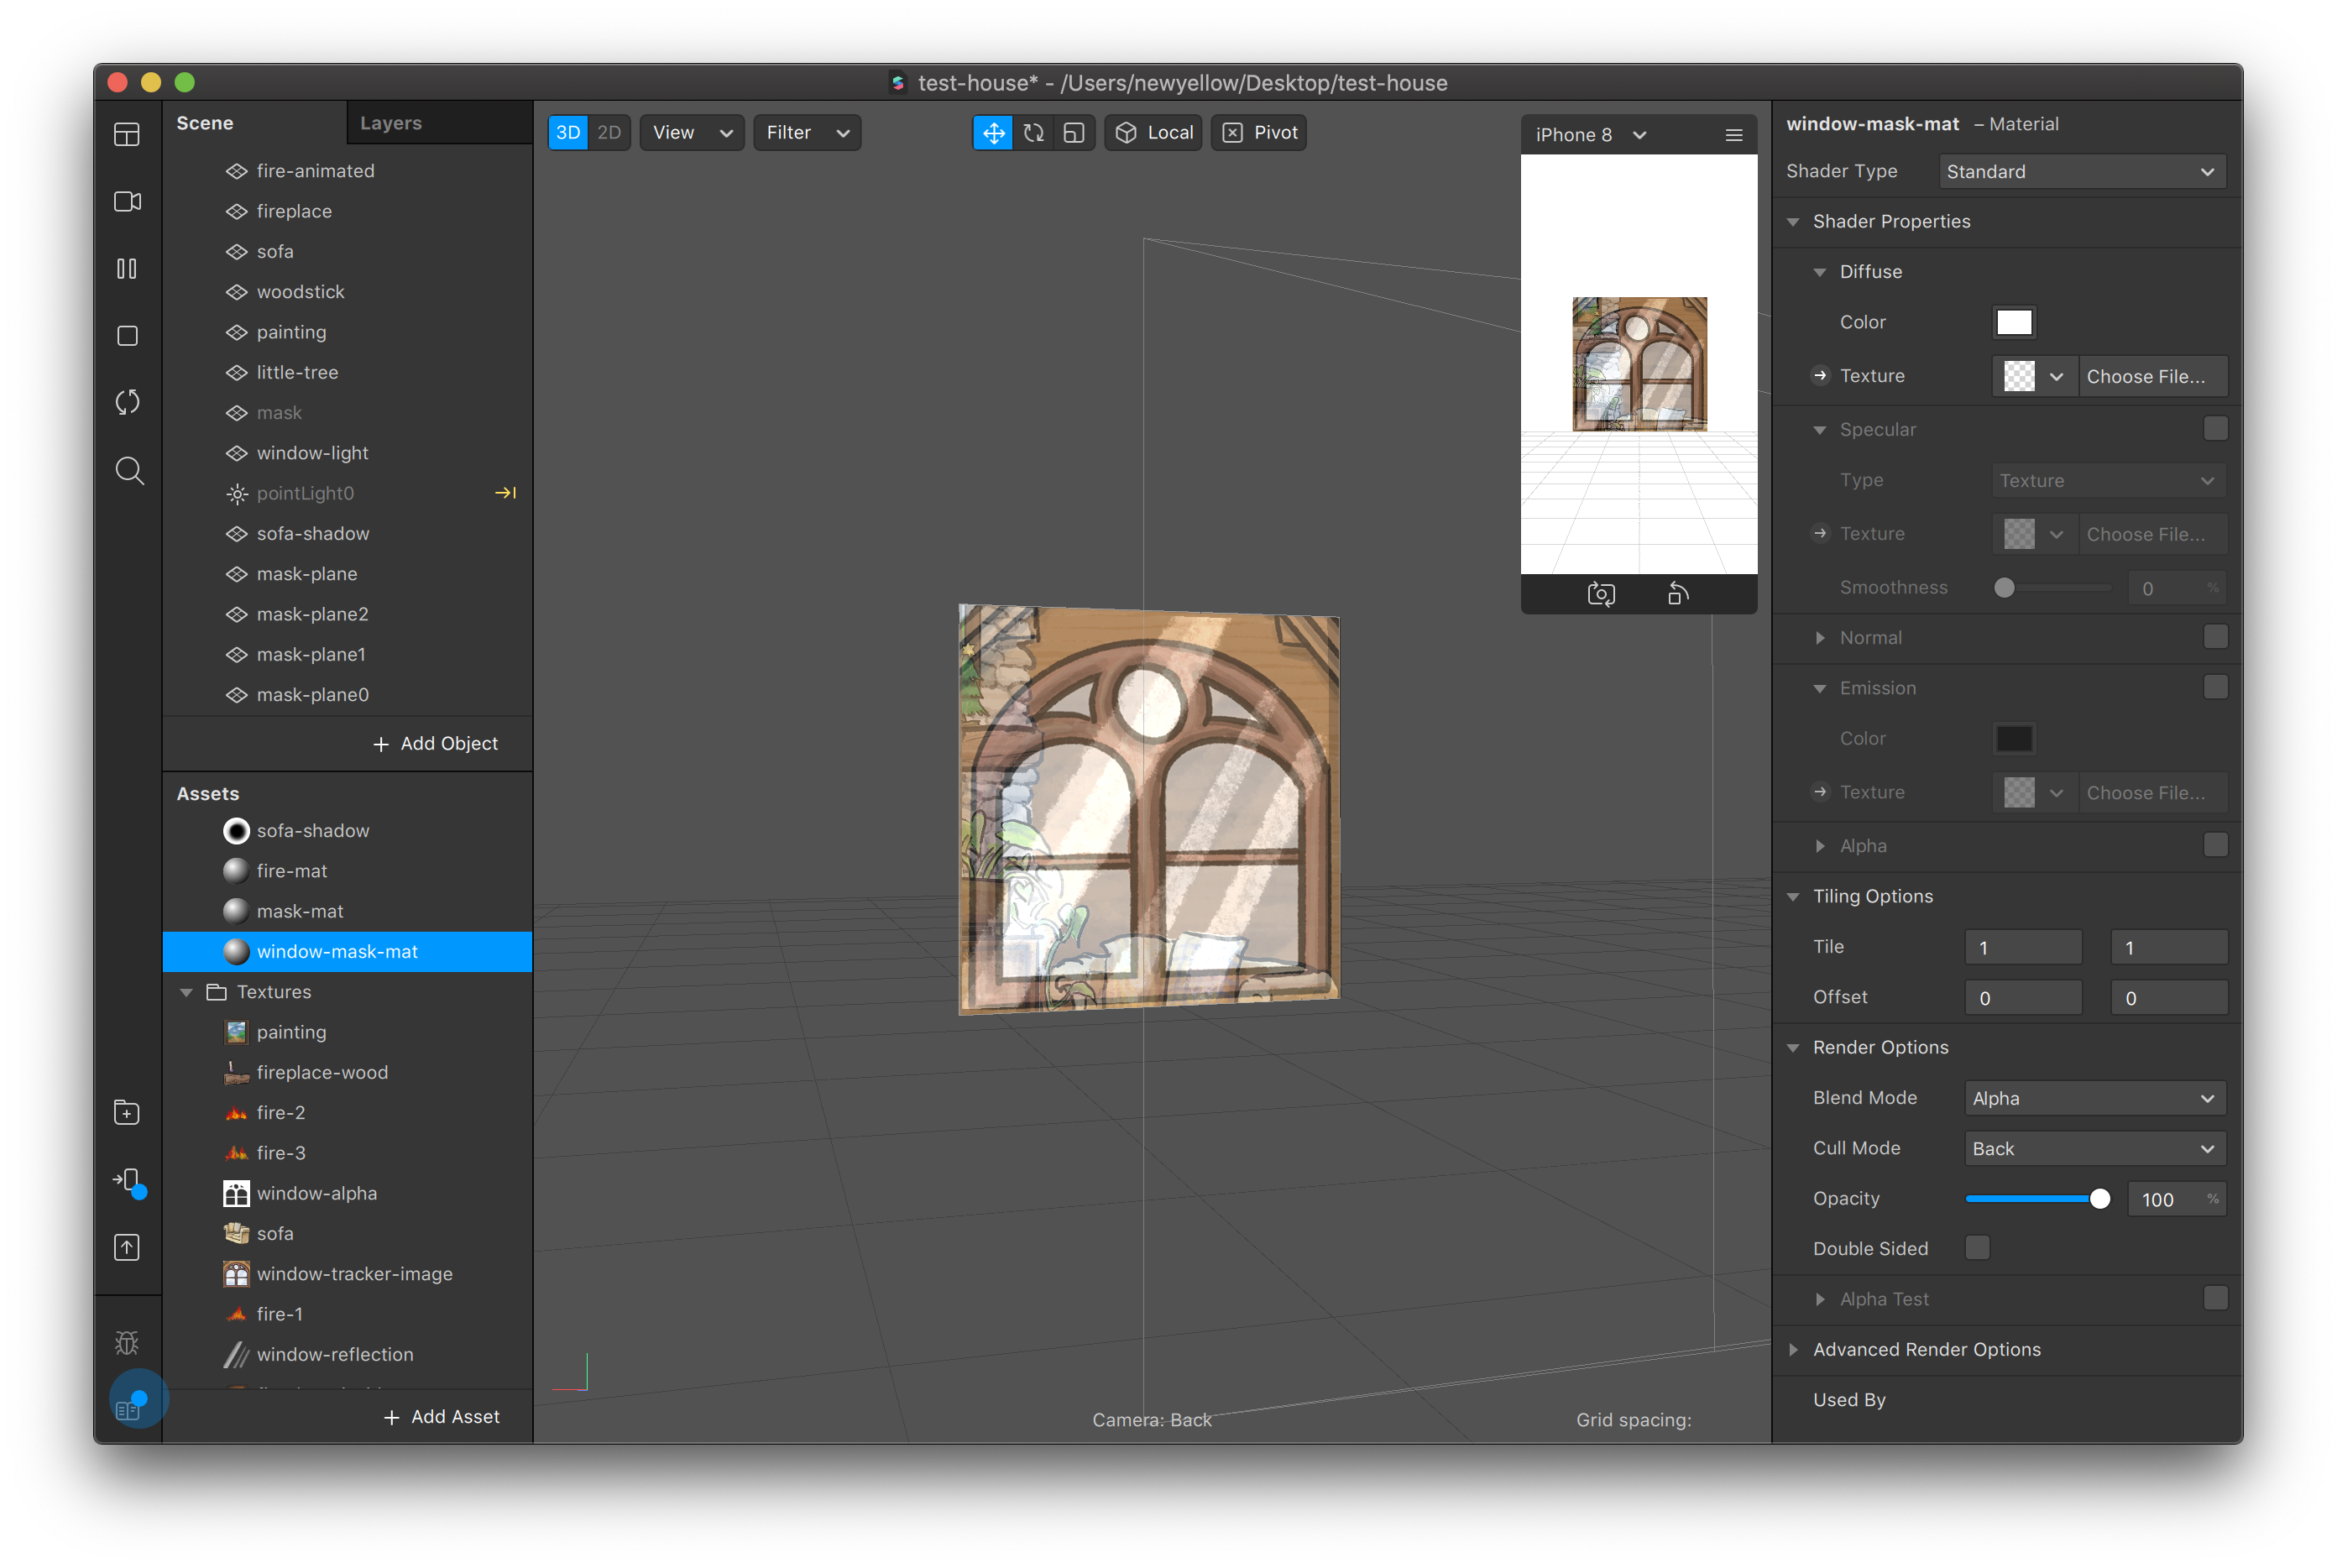 test-house* - /Users/newyellow/Desktop/test-house
Scene
Layers
fire-animated
fireplace
sofa
woodstick
painting
little-tree
mask
window-light
pointLight0
sofa-shadow
mask-plane
mask-plane2
mask-plane1
mask-plane0
+ Add Object
Assets
sofa-shadow
fire-mat
mask-mat
window-mask-mat
Textures
painting
fireplace-wood
fire-2
fire-3
window-alpha
sofa
window-tracker-image
fire-1
window-reflection
+ Add Asset
3D 2D
View
Filter
Local
Pivot
iPhone 8
Camera: Back
Grid spacing:
window-mask-mat – Material
Shader Type Standard
Shader Properties
Diffuse
Color
Texture Choose File...
Specular
Type Texture
Texture Choose File...
Smoothness 0 %
Normal
Emission
Color
Texture Choose File...
Alpha
Tiling Options
Tile 1 1
Offset 0 0
Render Options
Blend Mode Alpha
Cull Mode Back
Opacity 100 %
Double Sided
Alpha Test
Advanced Render Options
Used By